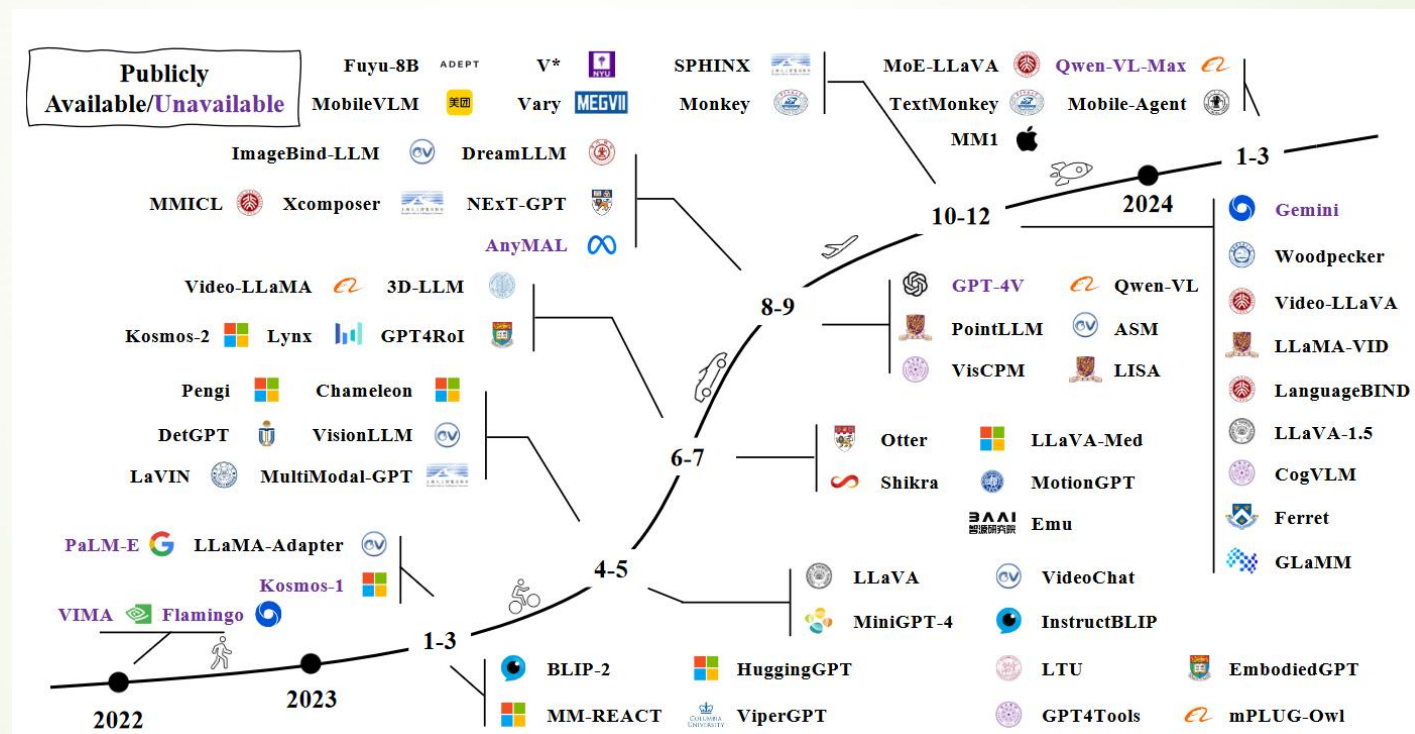 Publicly
Available/Unavailable
Fuyu-8B ADEPT V* NYU SPHINX MoE-LLaVA Qwen-VL-Max
MobileVLM 美团 Vary MEGVII Monkey TextMonkey Mobile-Agent
MM1
ImageBind-LLM DreamLLM
MMICL Xcomposer NExT-GPT
AnyMAL
1-3
2024
10-12
Gemini
Woodpecker
Video-LLaVA
LLaMA-VID
LanguageBIND
LLaVA-1.5
CogVLM
Ferret
GLaMM
Video-LLaMA 3D-LLM
Kosmos-2 Lynx GPT4RoI
8-9
GPT-4V Qwen-VL
PointLLM ASM
VisCPM LISA
Pengi Chameleon
DetGPT VisionLLM
LaVIN MultiModal-GPT
6-7
Otter LLaVA-Med
Shikra MotionGPT
BAAI
智源研究院 Emu
PaLM-E LLaMA-Adapter
Kosmos-1
VIMA Flamingo
4-5
LLaVA VideoChat
MiniGPT-4 InstructBLIP
1-3
BLIP-2 HuggingGPT LTU EmbodiedGPT
MM-REACT COLUMBIA UNIVERSITY ViperGPT GPT4Tools mPLUG-Owl
2023
2022